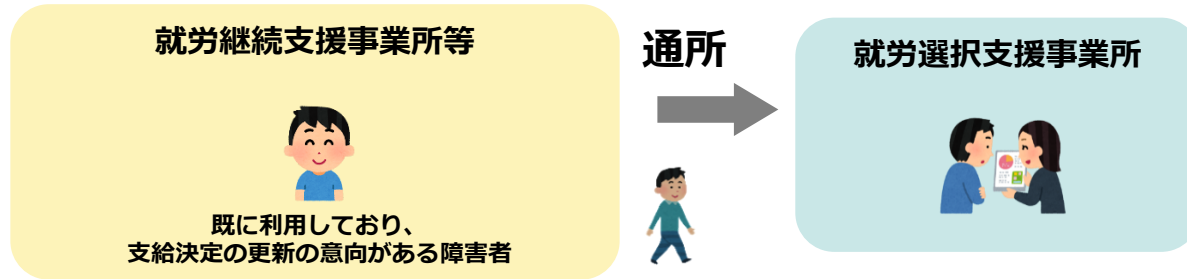 就労継続支援事業所等
既に利用しており、
支給決定の更新の意向がある障害者
通所
就労選択支援事業所